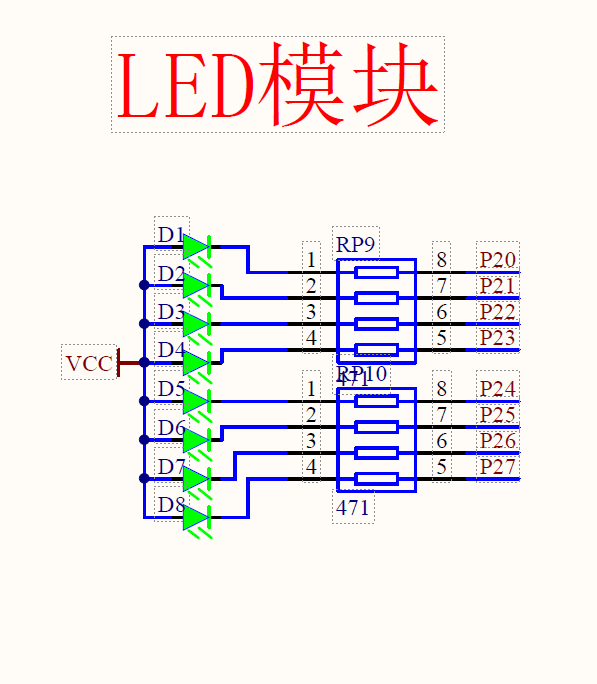 LED模块
D1
D2
D3
D4
D5
D6
D7
D8
VCC
RP9
1 8 P20
2 7 P21
3 6 P22
4 5 P23
471
RP10
1 8 P24
2 7 P25
3 6 P26
4 5 P27
471